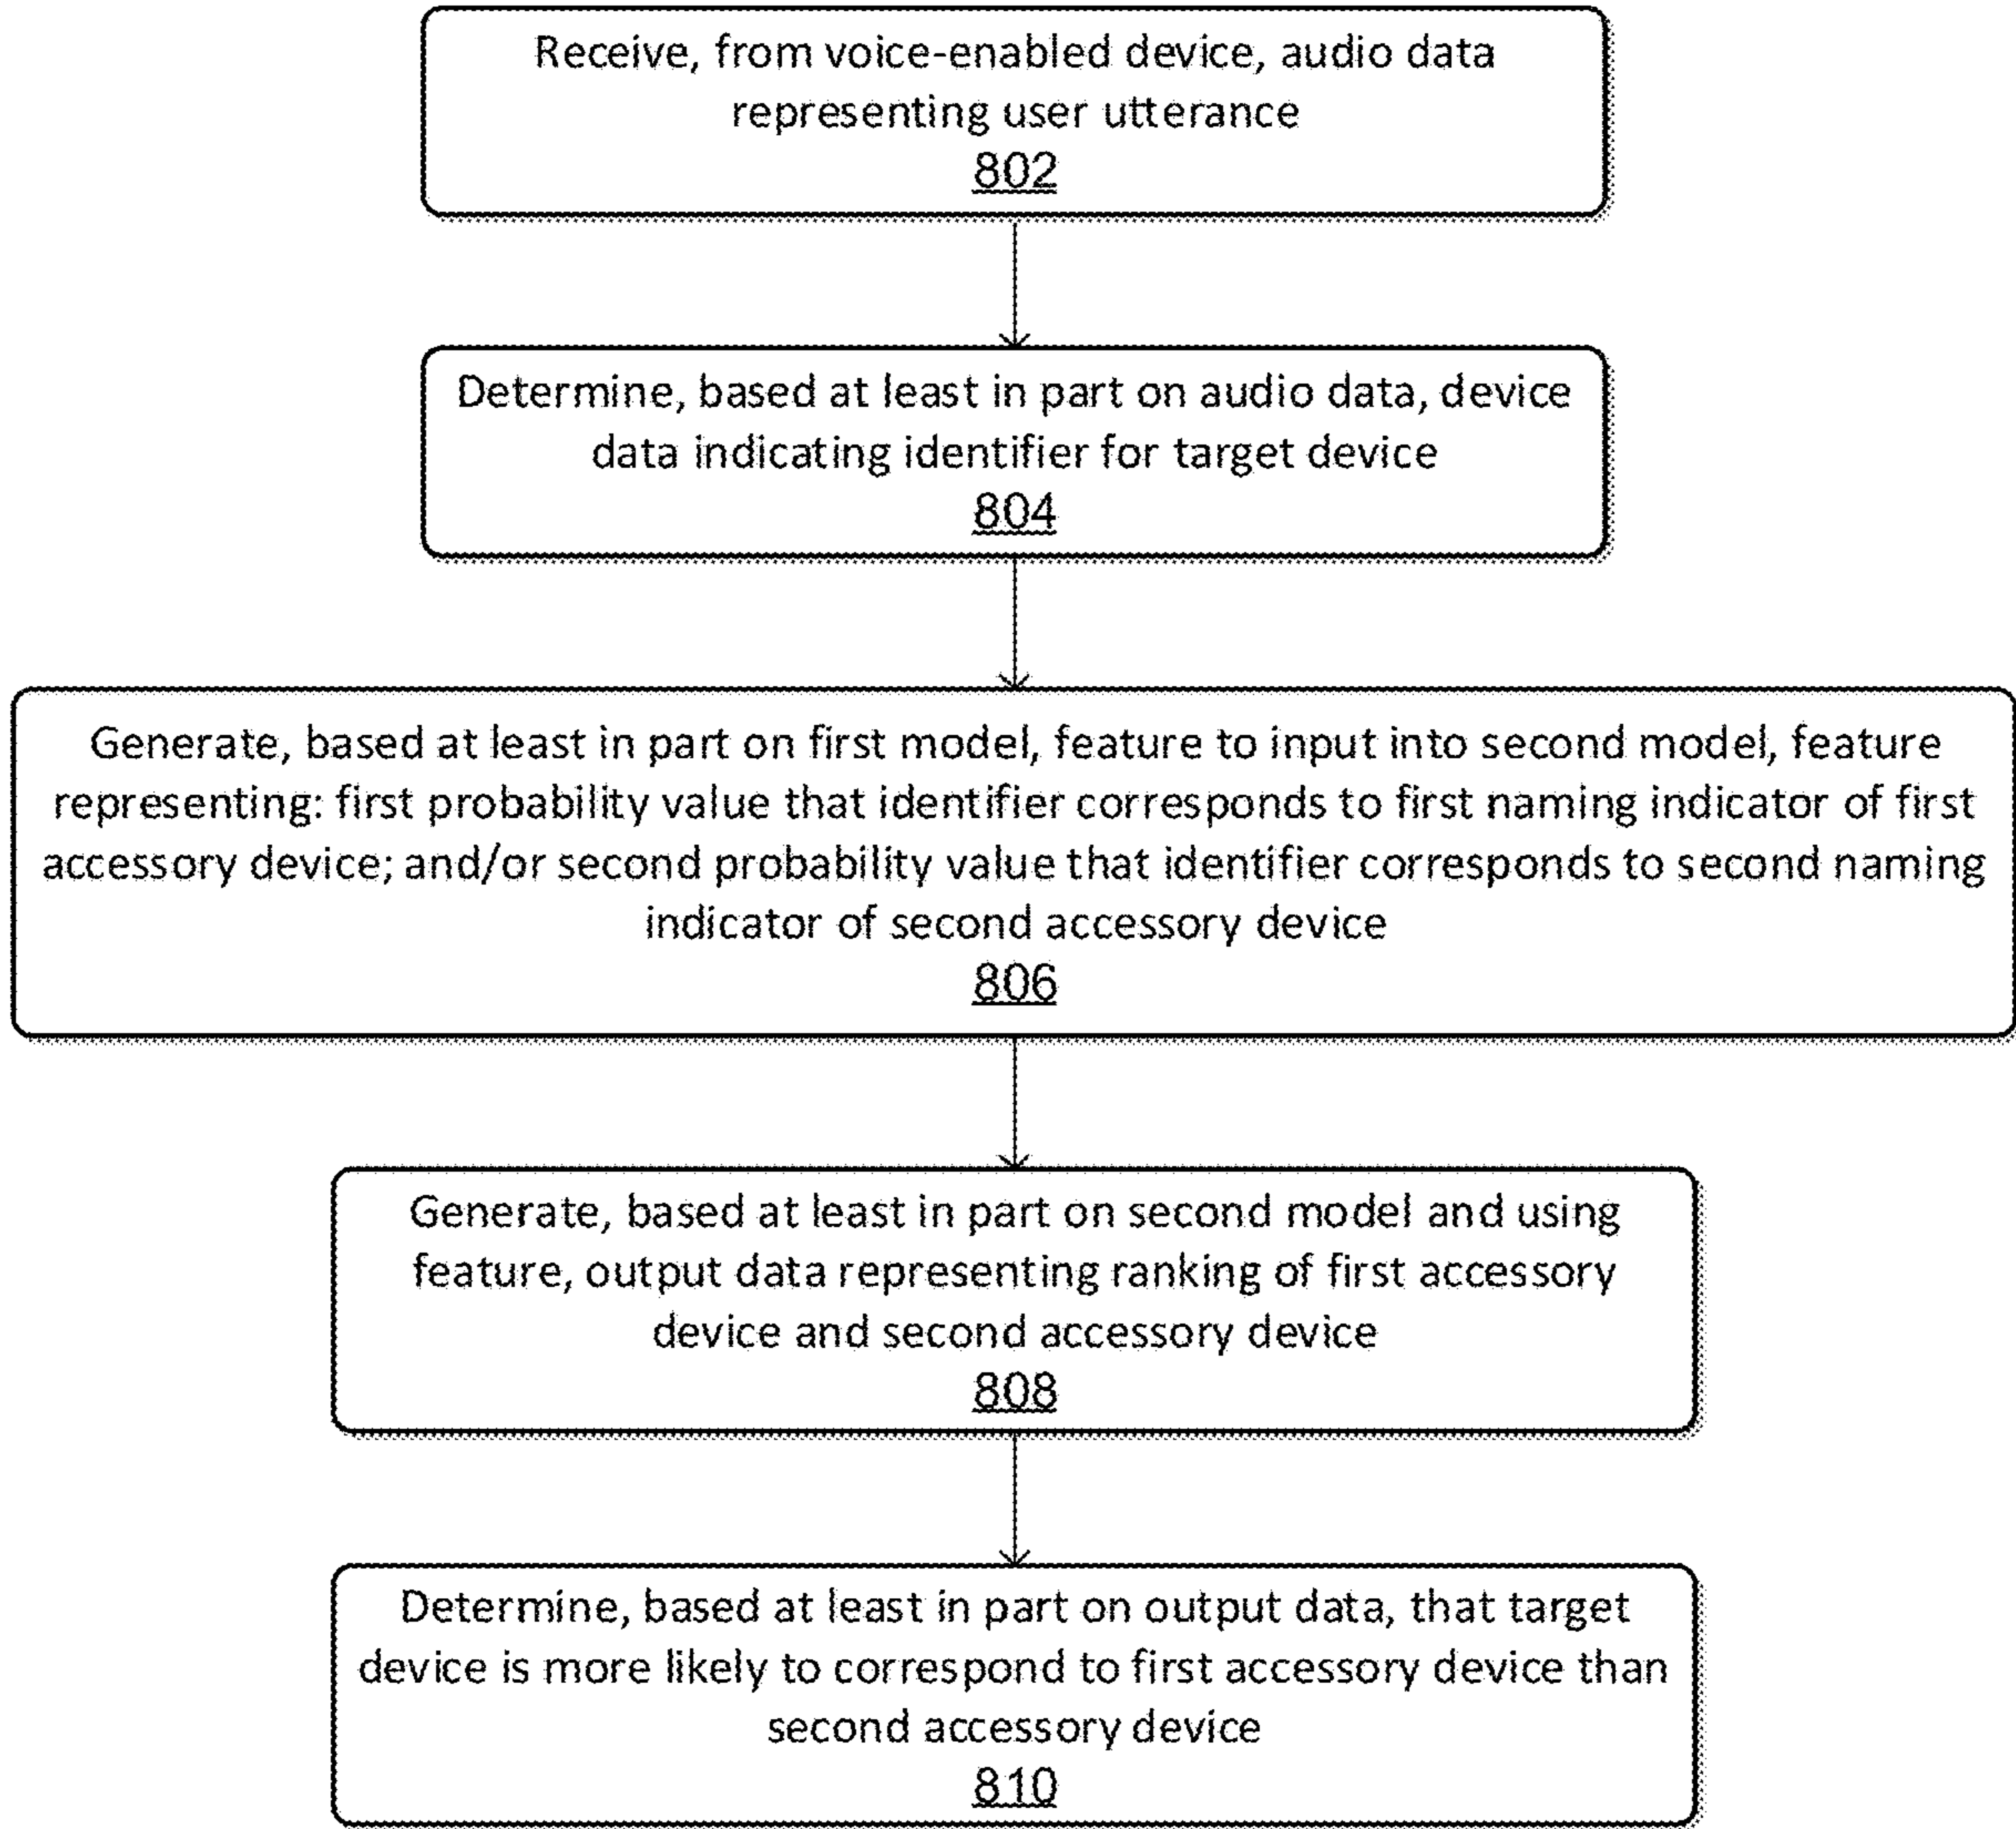 Receive, from voice-enabled device, audio data
representing user utterance
802
Determine, based at least in part on audio data, device
data indicating identifier for target device
804
Generate, based at least in part on first model, feature to input into second model, feature
representing: first probability value that identifier corresponds to first naming indicator of first
accessory device; and/or second probability value that identifier corresponds to second naming
indicator of second accessory device
806
Generate, based at least in part on second model and using
feature, output data representing ranking of first accessory
device and second accessory device
808
Determine, based at least in part on output data, that target
device is more likely to correspond to first accessory device than
second accessory device
810